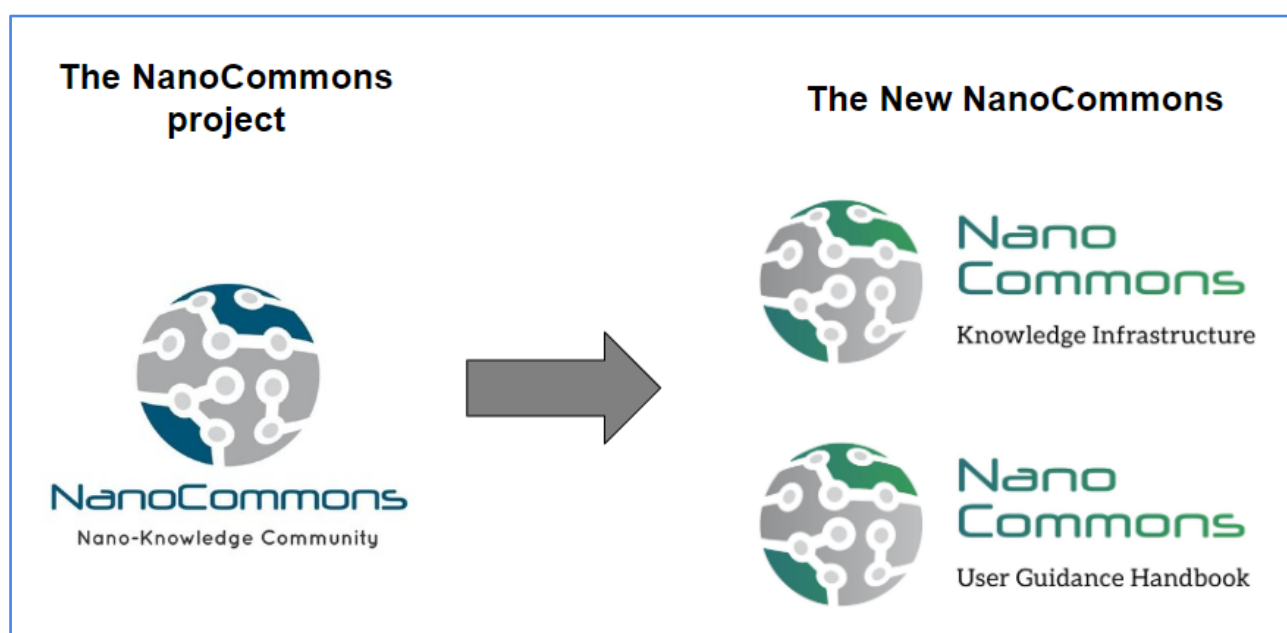 The NanoCommons
project
NanoCommons
Nano-Knowledge Community
The New NanoCommons
Nano
Commons
Knowledge Infrastructure
Nano
Commons
User Guidance Handbook